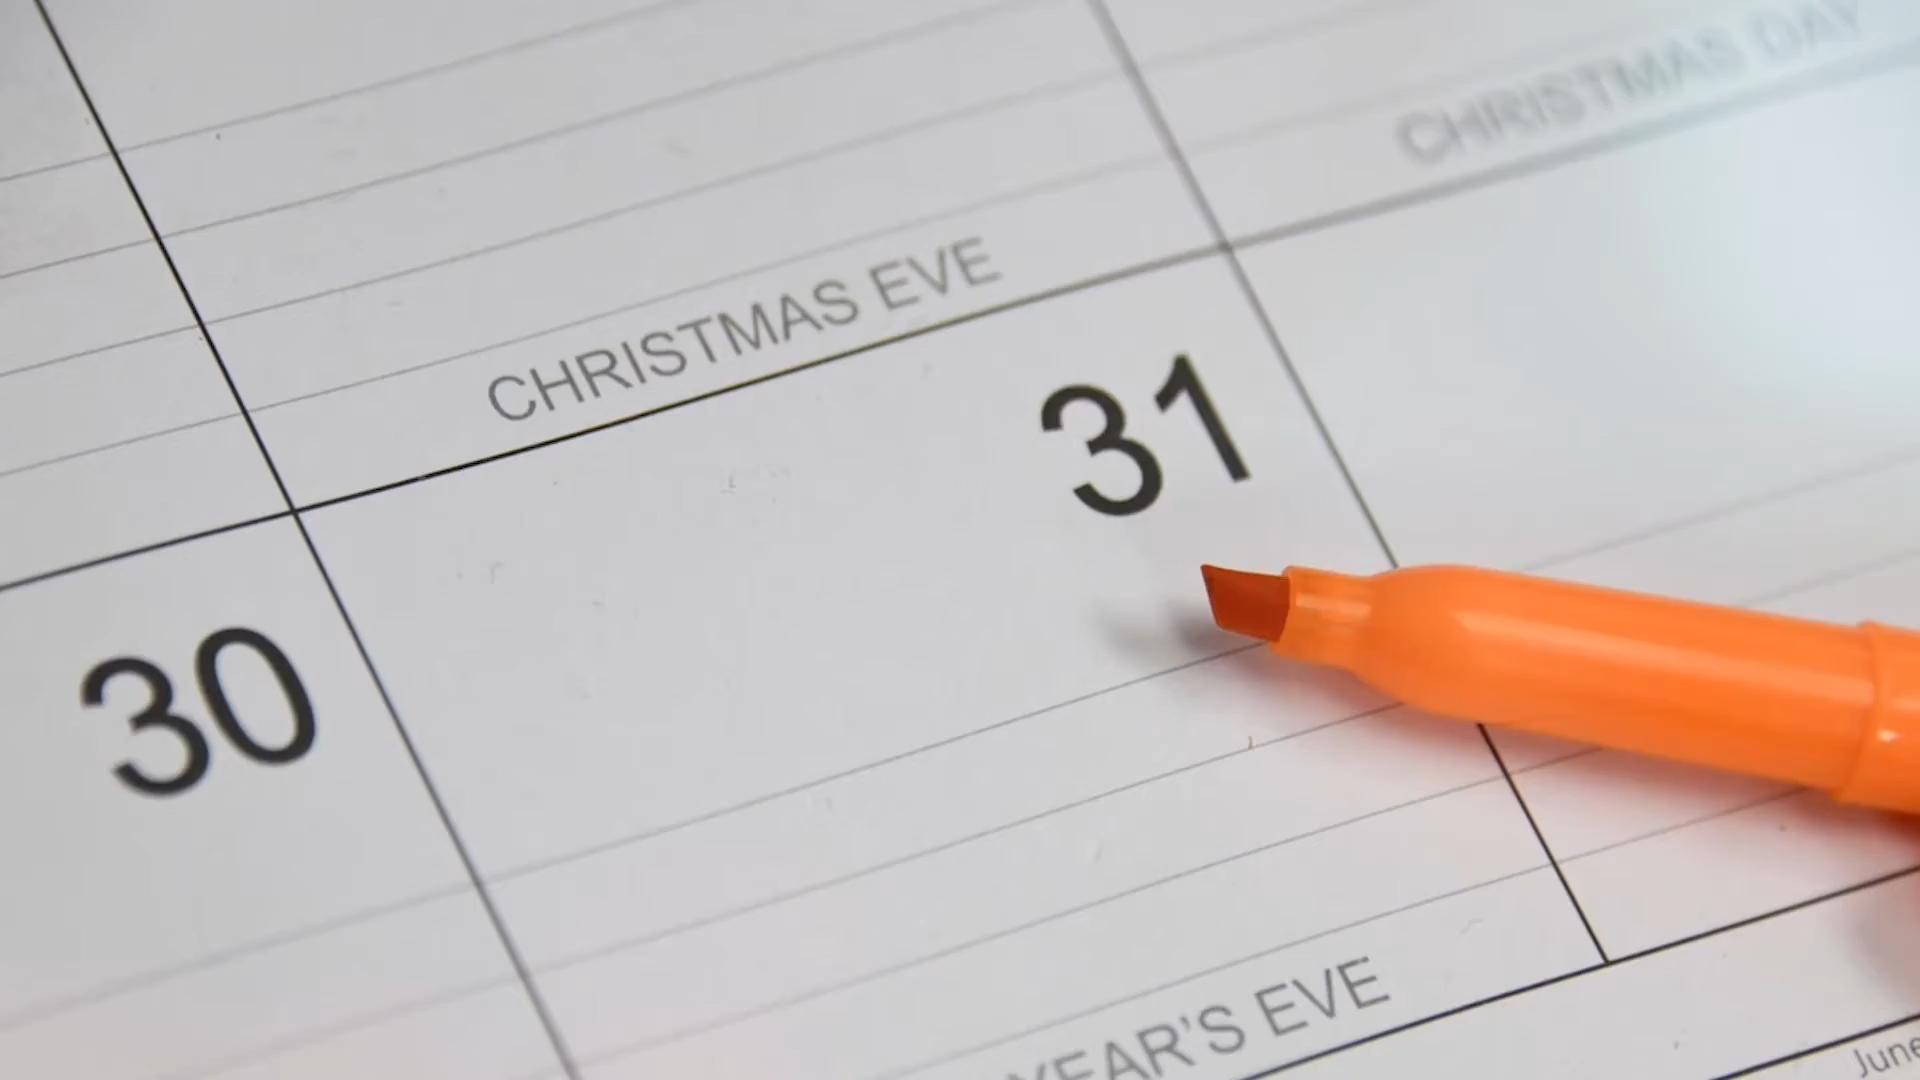 CHRISTMAS DAY
CHRISTMAS EVE
31
30
YEAR'S EVE
June